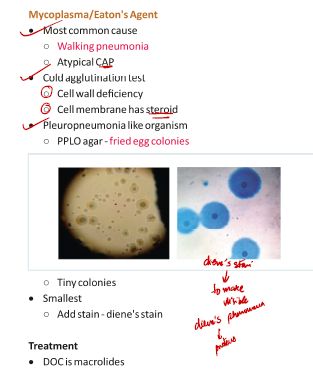 Mycoplasma/Eaton's Agent
• Most common cause
○ Walking pneumonia
○ Atypical CAP
• Cold agglutination test
○ Cell wall deficiency
○ Cell membrane has steroid
• Pleuropneumonia like organism
○ PPLO agar - fried egg colonies
diene's stain
↓
to make
visible
diene's phenomenon
↓
proteus
○ Tiny colonies
• Smallest
○ Add stain - diene's stain
Treatment
• DOC is macrolides